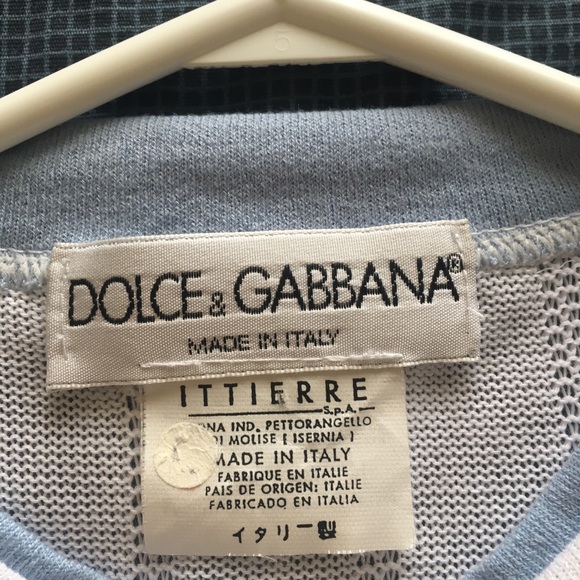 DOLCE & GABBANA
MADE IN ITALY
ITTIERRE
S.p.A.
IND. PETTORANGELLO
DI MOLISE ( ISERNIA )
MADE IN ITALY
FABRIQUE EN ITALIE
PAIS DE ORIGEN: ITALIE
FABRICADO EN ITALIA
イタリー製